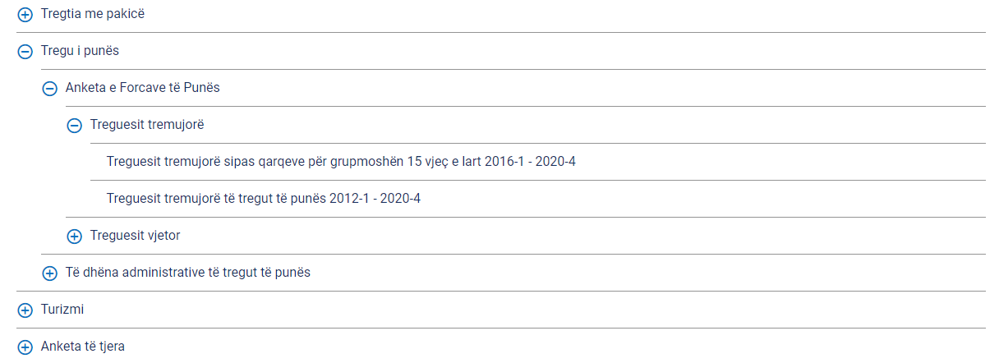 Tregtia me pakicë
Tregu i punës
Anketa e Forcave të Punës
Treguesit tremujorë
Treguesit tremujorë sipas qarqeve për grupmoshën 15 vjeç e lart 2016-1 - 2020-4
Treguesit tremujorë të tregut të punës 2012-1 - 2020-4
Treguesit vjetor
Të dhëna administrative të tregut të punës
Turizmi
Anketa të tjera